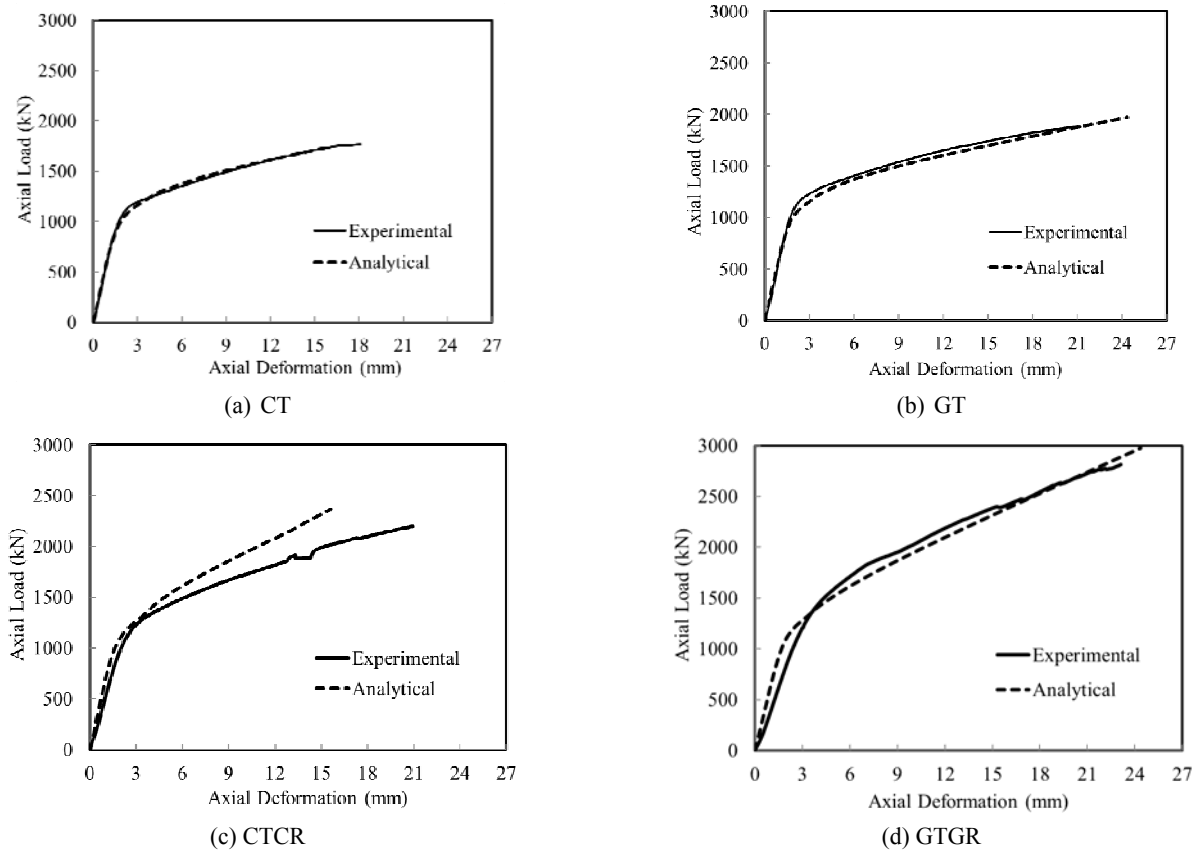 3000
2500
2000
1500
1000
500
0
Axial Load (kN)
Experimental
Analytical
0 3 6 9 12 15 18 21 24 27
Axial Deformation (mm)
(a) CT
3000
2500
2000
1500
1000
500
0
Axial Load (kN)
Experimental
Analytical
0 3 6 9 12 15 18 21 24 27
Axial Deformation (mm)
(b) GT
3000
2500
2000
1500
1000
500
0
Axial Load (kN)
Experimental
Analytical
0 3 6 9 12 15 18 21 24 27
Axial Deformation (mm)
(c) CTCR
3000
2500
2000
1500
1000
500
0
Axial Load (kN)
Experimental
Analytical
0 3 6 9 12 15 18 21 24 27
Axial Deformation (mm)
(d) GTGR